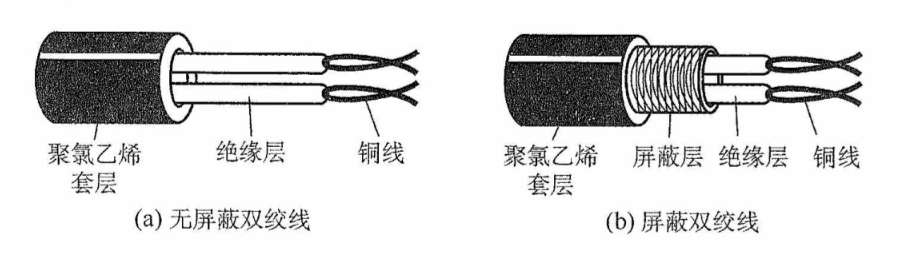 聚氯乙烯
套层
绝缘层
铜线
(a) 无屏蔽双绞线
聚氯乙烯
套层
屏蔽层
绝缘层
铜线
(b) 屏蔽双绞线